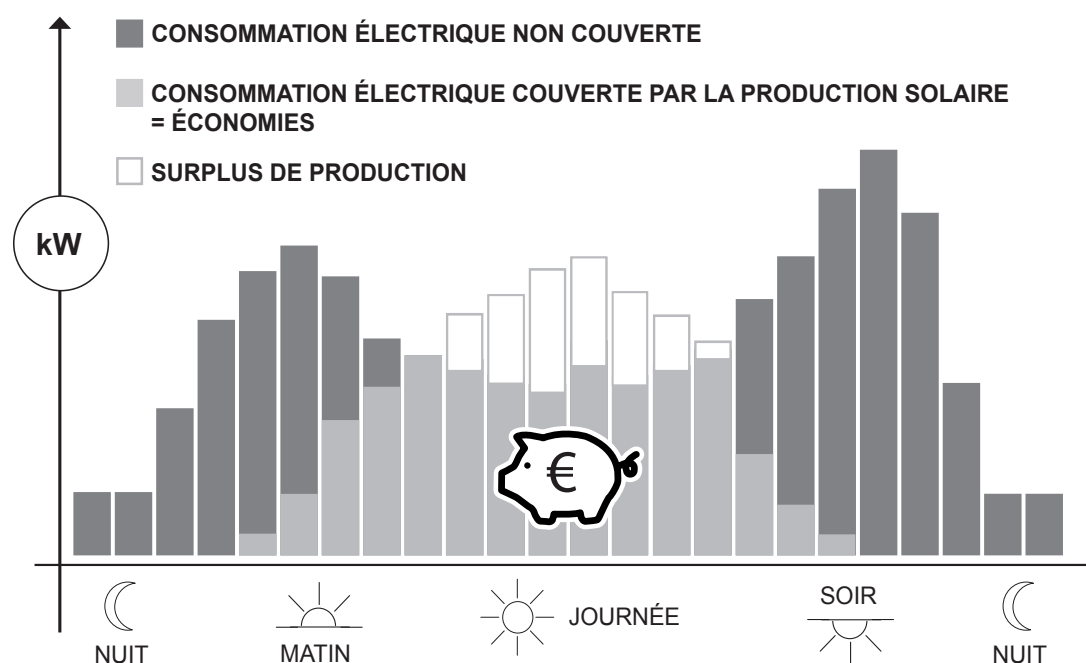 CONSOMMATION ÉLECTRIQUE NON COUVERTE
CONSOMMATION ÉLECTRIQUE COUVERTE PAR LA PRODUCTION SOLAIRE
= ÉCONOMIES
SURPLUS DE PRODUCTION
kW
€
NUIT
MATIN
JOURNÉE
SOIR
NUIT